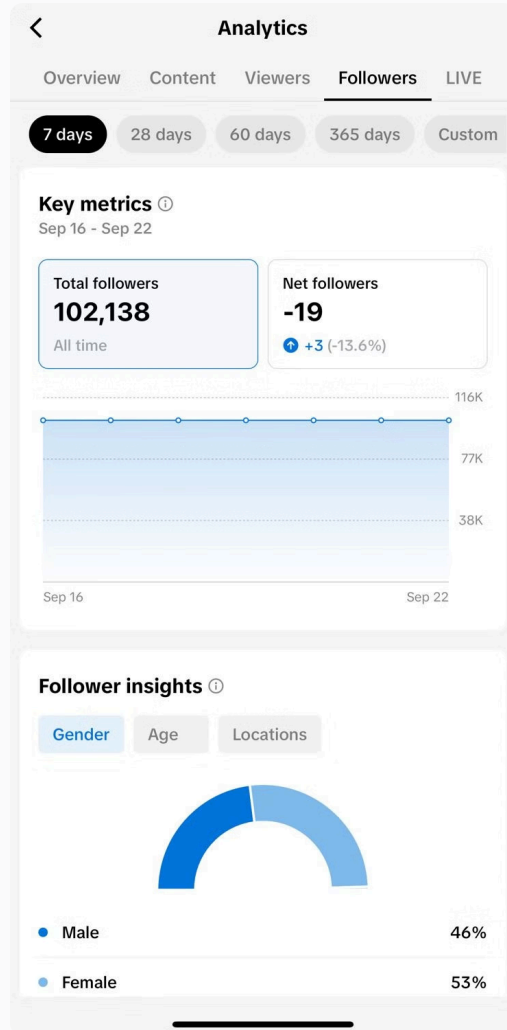 Analytics
Overview Content Viewers Followers LIVE
7 days 28 days 60 days 365 days Custom
Key metrics
Sep 16 - Sep 22
Total followers
102,138
All time
Net followers
-19
+3 (-13.6%)
116K
77K
38K
Sep 16 Sep 22
Follower insights
Gender Age Locations
Male 46%
Female 53%